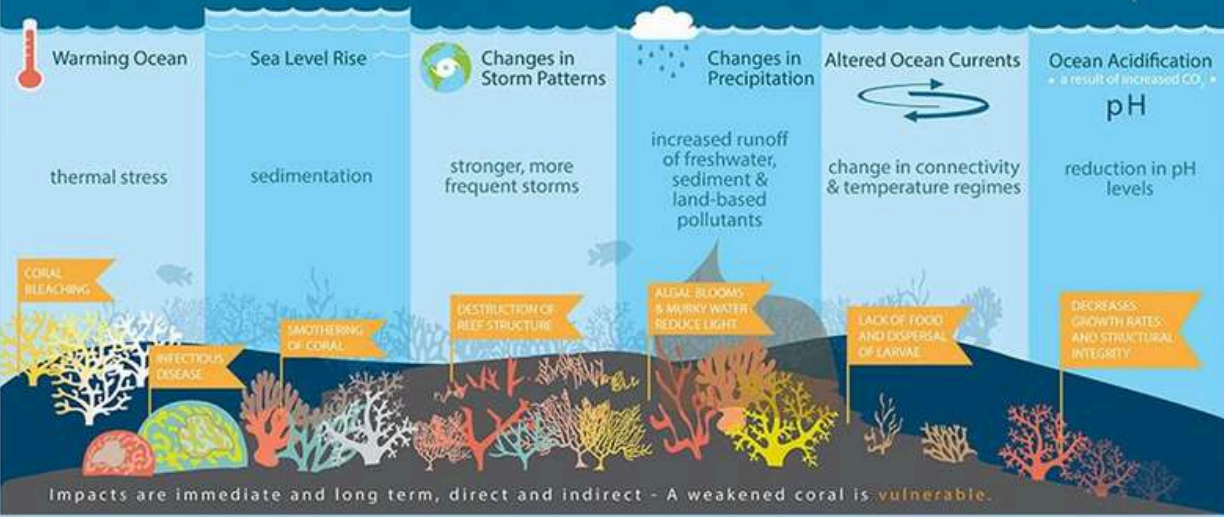 Warming Ocean
thermal stress
CORAL
BLEACHING
INFECTIOUS
DISEASE
Sea Level Rise
sedimentation
SMOTHERING
OF CORAL
Changes in
Storm Patterns
stronger, more
frequent storms
DESTRUCTION OF
REEF STRUCTURE
Changes in
Precipitation
increased runoff
of freshwater,
sediment &
land-based
pollutants
ALGAL BLOOMS
& MURKY WATER
REDUCE LIGHT
Altered Ocean Currents
change in connectivity
& temperature regimes
LACK OF FOOD
AND DISPERSAL
OF LARVAE
Ocean Acidification
• a result of increased CO₂ •
pH
reduction in pH
levels
DECREASES
GROWTH RATES
AND STRUCTURAL
INTEGRITY
Impacts are immediate and long term, direct and indirect - A weakened coral is vulnerable.